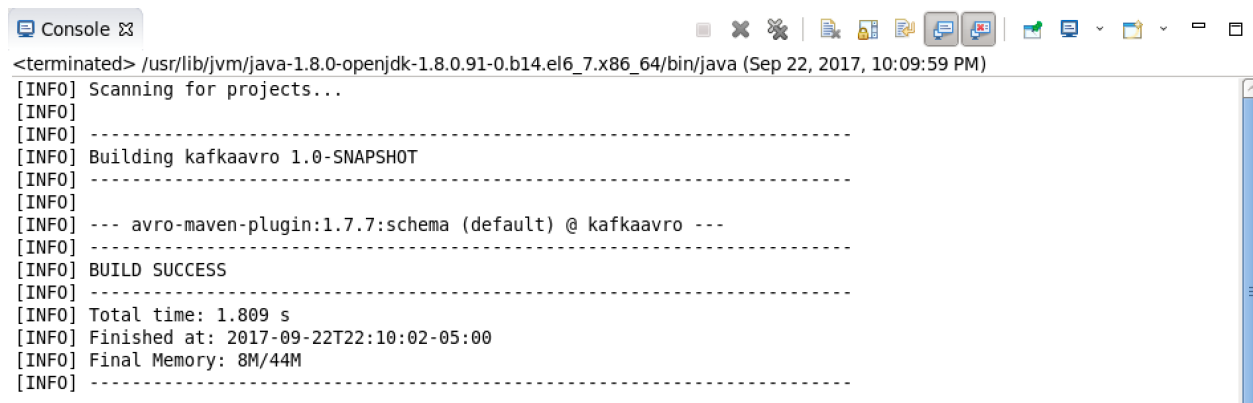 Console
<terminated> /usr/lib/jvm/java-1.8.0-openjdk-1.8.0.91-0.b14.el6_7.x86_64/bin/java (Sep 22, 2017, 10:09:59 PM)
[INFO] Scanning for projects...
[INFO]
[INFO] ------------------------------------------------------------------------
[INFO] Building kafkaavro 1.0-SNAPSHOT
[INFO] ------------------------------------------------------------------------
[INFO]
[INFO] --- avro-maven-plugin:1.7.7:schema (default) @ kafkaavro ---
[INFO] ------------------------------------------------------------------------
[INFO] BUILD SUCCESS
[INFO] ------------------------------------------------------------------------
[INFO] Total time: 1.809 s
[INFO] Finished at: 2017-09-22T22:10:02-05:00
[INFO] Final Memory: 8M/44M
[INFO] ------------------------------------------------------------------------